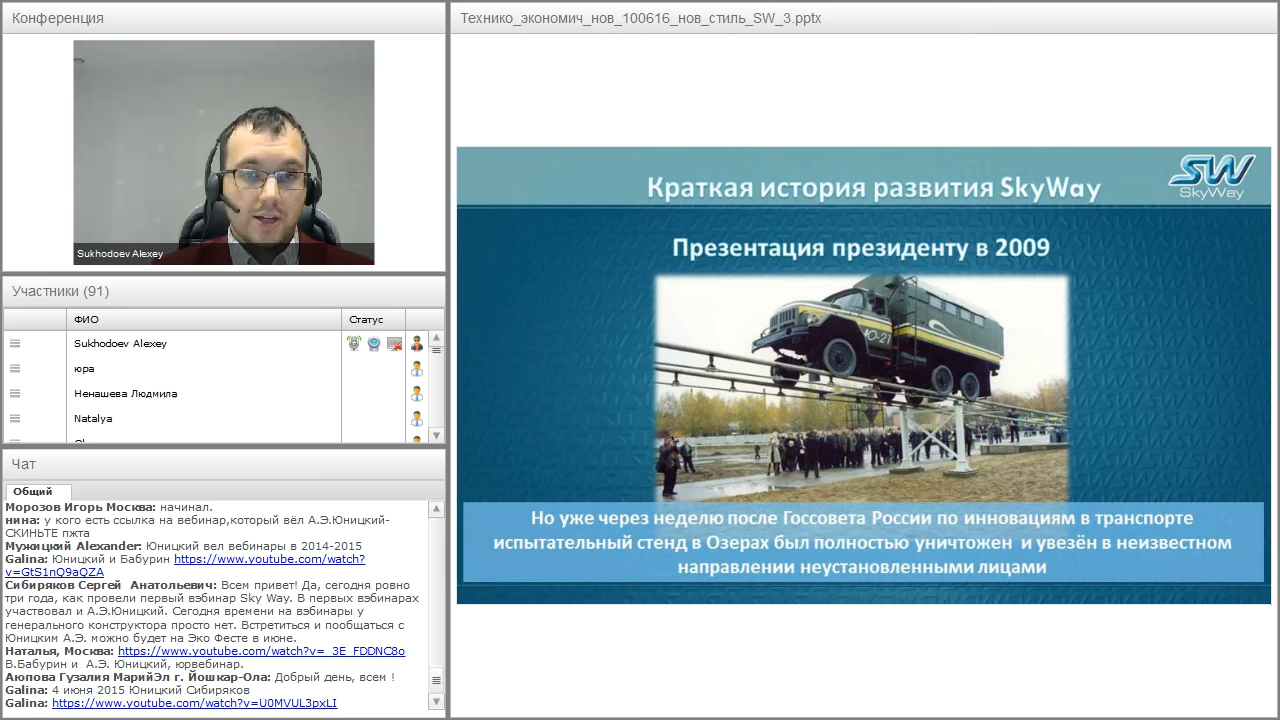 Конференция
Sukhodoev Alexey
Участники (91)
ФИО
Статус
Sukhodoev Alexey
юра
Ненашева Людмила
Natalya
Чат
Общий
Морозов Игорь Москва: начинал.
нина: у кого есть ссылка на вебинар,который вёл А.Э.Юницкий-
СКИНЬТЕ пжта
Мужицкий Alexander: Юницкий вел вебинары в 2014-2015
Galina: Юницкий и Бабурин https://www.youtube.com/watch?
v=GtS1nQ9aQZA
Сибиряков Сергей Анатольевич: Всем привет! Да, сегодня ровно
три года, как провели первый вэбинар Sky Way. В первых вэбинарах
участвовал и А.Э.Юницкий. Сегодня времени на вэбинары у
генерального конструктора просто нет. Встретиться и пообщаться с
Юницким А.Э. можно будет на Эко Фесте в июне.
Наталья, Москва: https://www.youtube.com/watch?v=_3E_FDDNC8o
В.Бабурин и А.Э. Юницкий, юрвебинар.
Аюпова Гузалия МарийЭл г. Йошкар-Ола: Добрый день, всем !
Galina: 4 июня 2015 Юницкий Сибиряков
Galina: https://www.youtube.com/watch?v=U0MVUL3pxLI
Технико_экономич_нов_100616_нов_стиль_SW_3.pptx
Краткая история развития SkyWay
SW
SkyWay
Презентация президенту в 2009
Ю-21
Но уже через неделю после Госсовета России по инновациям в транспорте
испытательный стенд в Озерах был полностью уничтожен и увезён в неизвестном
направлении неустановленными лицами